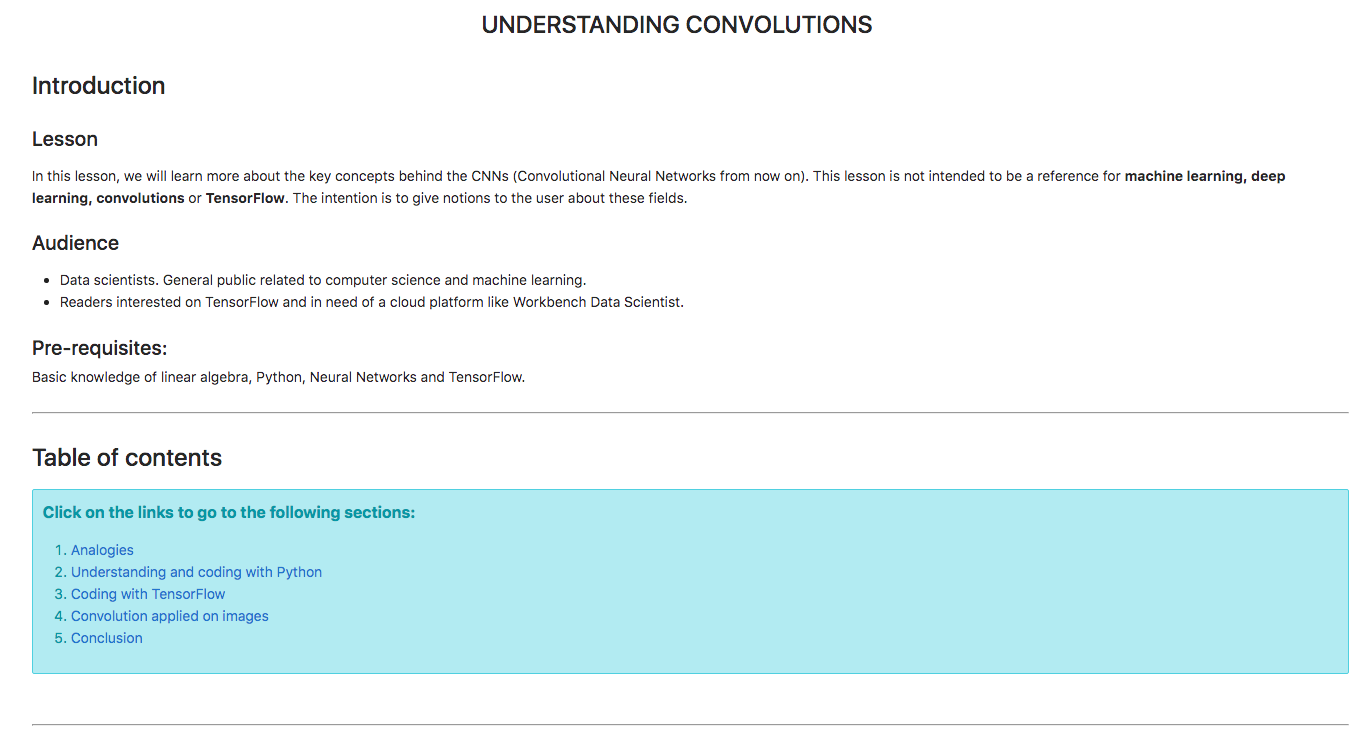 UNDERSTANDING CONVOLUTIONS
Introduction
Lesson
In this lesson, we will learn more about the key concepts behind the CNNs (Convolutional Neural Networks from now on). This lesson is not intended to be a reference for machine learning, deep
learning, convolutions or TensorFlow. The intention is to give notions to the user about these fields.
Audience
• Data scientists. General public related to computer science and machine learning.
• Readers interested on TensorFlow and in need of a cloud platform like Workbench Data Scientist.
Pre-requisites:
Basic knowledge of linear algebra, Python, Neural Networks and TensorFlow.
Table of contents
Click on the links to go to the following sections:
1. Analogies
2. Understanding and coding with Python
3. Coding with TensorFlow
4. Convolution applied on images
5. Conclusion